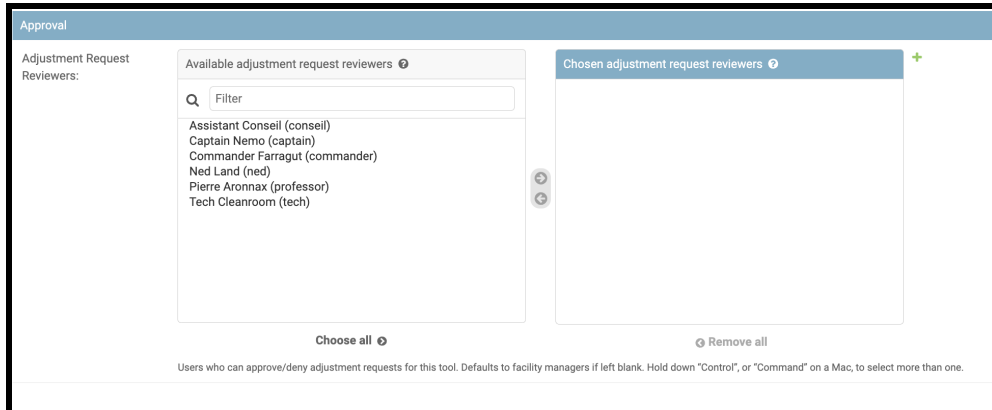 Approval
Adjustment Request
Reviewers:
Available adjustment request reviewers
Filter
Assistant Conseil (conseil)
Captain Nemo (captain)
Commander Farragut (commander)
Ned Land (ned)
Pierre Aronnax (professor)
Tech Cleanroom (tech)
Choose all
Chosen adjustment request reviewers
Remove all
Users who can approve/deny adjustment requests for this tool. Defaults to facility managers if left blank. Hold down “Control”, or “Command” on a Mac, to select more than one.